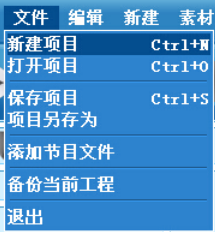 文件 编辑 新建 素材
新建项目 Ctrl+N
打开项目 Ctrl+O
保存项目 Ctrl+S
项目另存为
添加节目文件
备份当前工程
退出